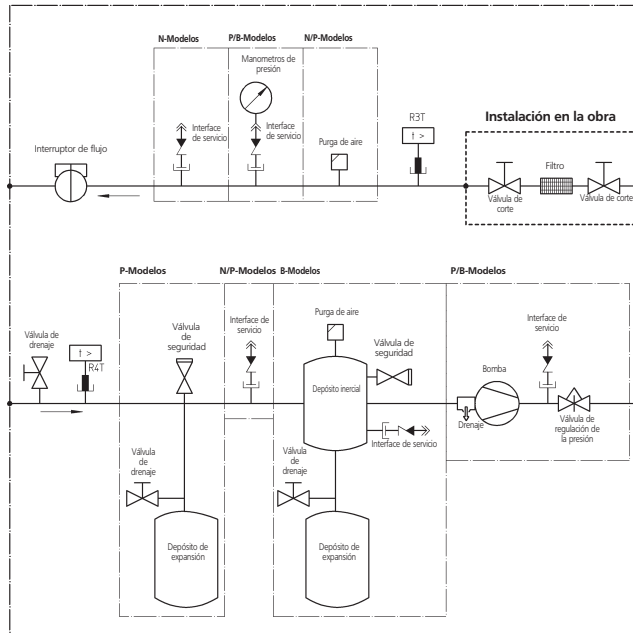 N-Modelos
P/B-Modelos
N/P-Modelos
Manometros de
presión
Interface
de servicio
Interface
de servicio
Purga de aire
R3T
t >
Instalación en la obra
Interruptor de flujo
Filtro
Válvula de
corte
Válvula de corte
P-Modelos
N/P-Modelos
B-Modelos
P/B-Modelos
Válvula de
drenaje
t >
R4T
Válvula
de
seguridad
Interface de
servicio
Purga de aire
Válvula de
seguridad
Depósito inercial
Interface de
servicio
Bomba
Drenaje
Válvula de
regulación de
la presión
Interface de servicio
Válvula
de
drenaje
Válvula
de
drenaje
Depósito de
expansión
Depósito de
expansión